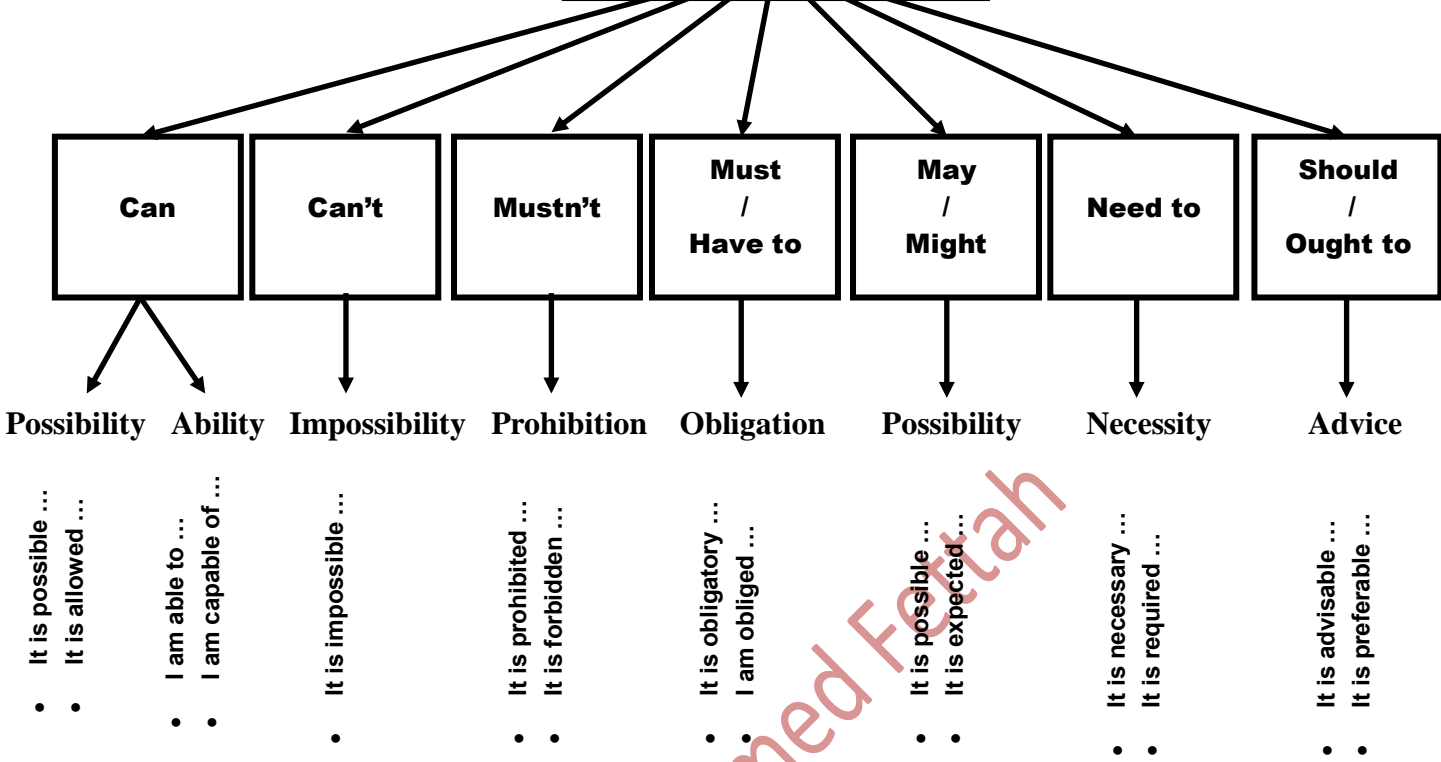 Can
Can't
Mustn't
Must
/
Have to
May
/
Might
Need to
Should
/
Ought to
Possibility
Ability
Impossibility
Prohibition
Obligation
Possibility
Necessity
Advice
• It is possible …
• It is allowed …
• I am able to …
• I am capable of …
• It is impossible …
• It is prohibited …
• It is forbidden …
• It is obligatory …
• I am obliged …
• It is possible …
• It is expected …
• It is necessary …
• It is required …
• It is advisable …
• It is preferable …
med Fettah